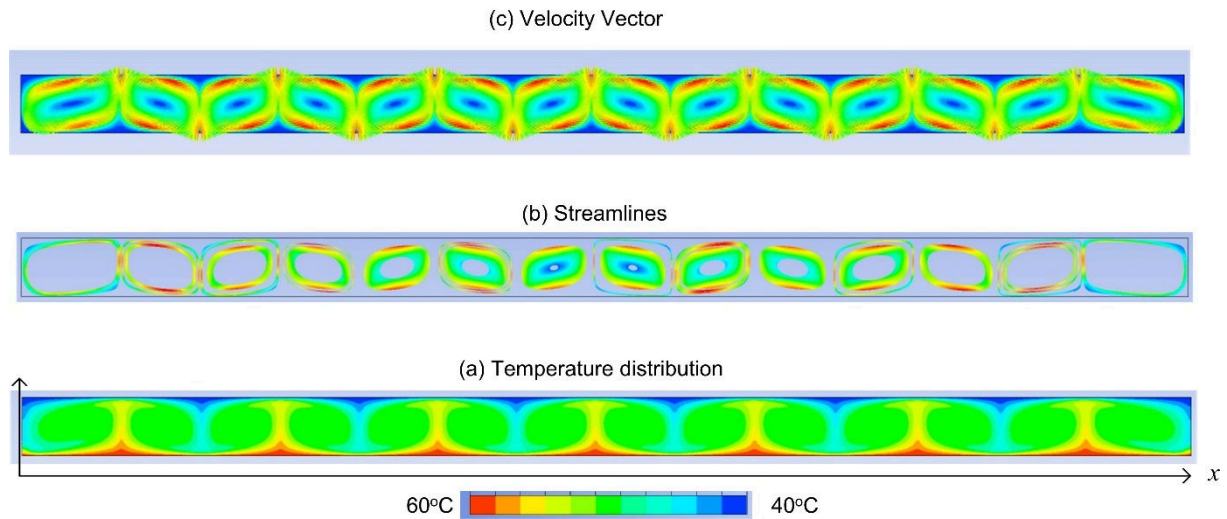 (c) Velocity Vector
(b) Streamlines
(a) Temperature distribution
x
60°C 40°C